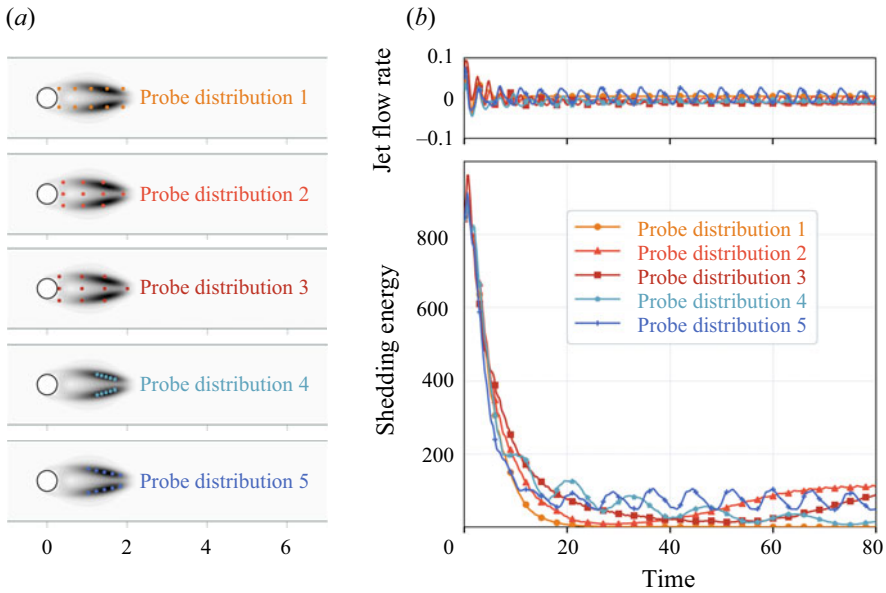 (a)
Probe distribution 1
Probe distribution 2
Probe distribution 3
Probe distribution 4
Probe distribution 5
0 2 4 6
(b)
Jet flow rate
0.1
0
–0.1
Shedding energy
800
600
400
200
0 20 40 60 80
Time
Probe distribution 1
Probe distribution 2
Probe distribution 3
Probe distribution 4
Probe distribution 5